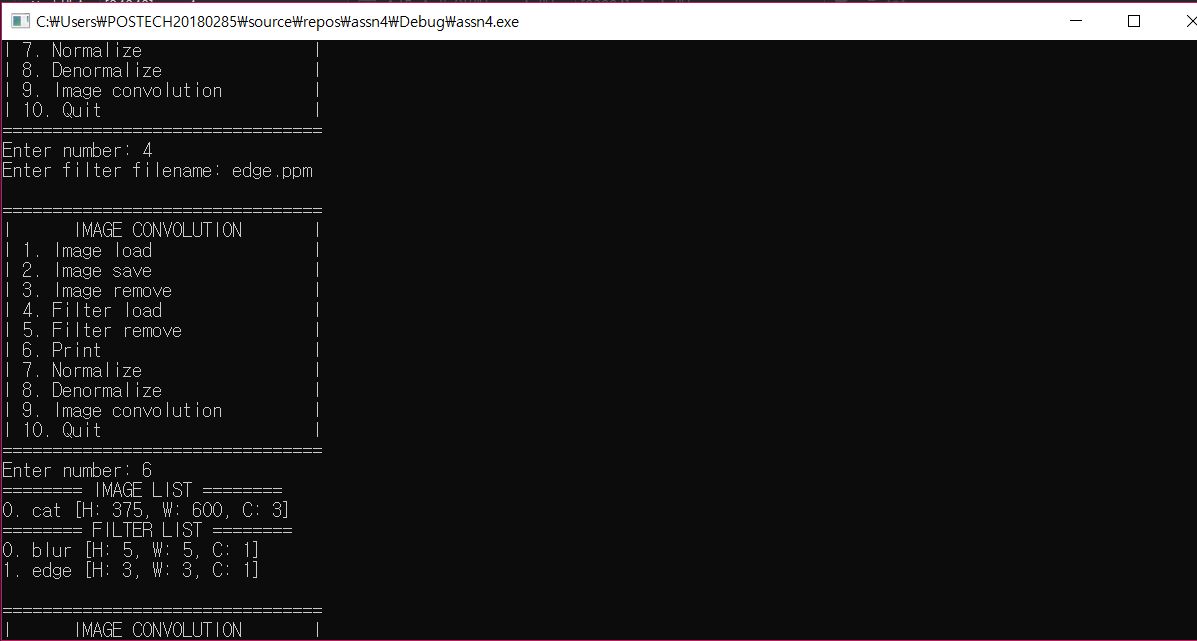 C:₩Users₩POSTECH20180285₩source₩repos₩assn4₩Debug₩assn4.exe
| 7. Normalize |
| 8. Denormalize |
| 9. Image convolution |
| 10. Quit |
================================
Enter number: 4
Enter filter filename: edge.ppm
================================
| IMAGE CONVOLUTION |
| 1. Image load |
| 2. Image save |
| 3. Image remove |
| 4. Filter load |
| 5. Filter remove |
| 6. Print |
| 7. Normalize |
| 8. Denormalize |
| 9. Image convolution |
| 10. Quit |
================================
Enter number: 6
======== IMAGE LIST ========
0. cat [H: 375, W: 600, C: 3]
======== FILTER LIST ========
0. blur [H: 5, W: 5, C: 1]
1. edge [H: 3, W: 3, C: 1]
================================
| IMAGE CONVOLUTION |